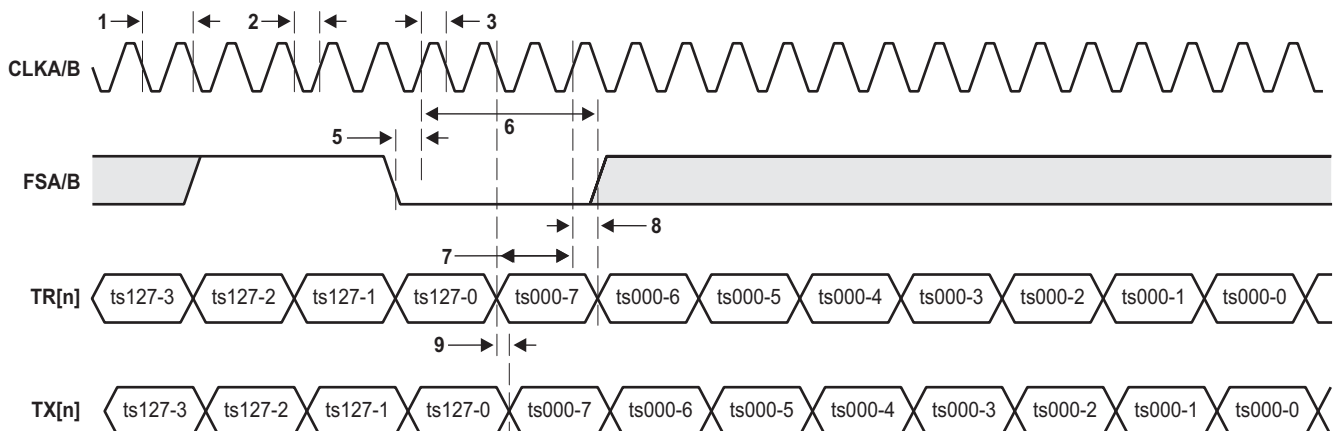 1 2 3
CLKA/B
6
5
FSA/B
8
7
TR[n] ts127-3 ts127-2 ts127-1 ts127-0 ts000-7 ts000-6 ts000-5 ts000-4 ts000-3 ts000-2 ts000-1 ts000-0
9
TX[n] ts127-3 ts127-2 ts127-1 ts127-0 ts000-7 ts000-6 ts000-5 ts000-4 ts000-3 ts000-2 ts000-1 ts000-0